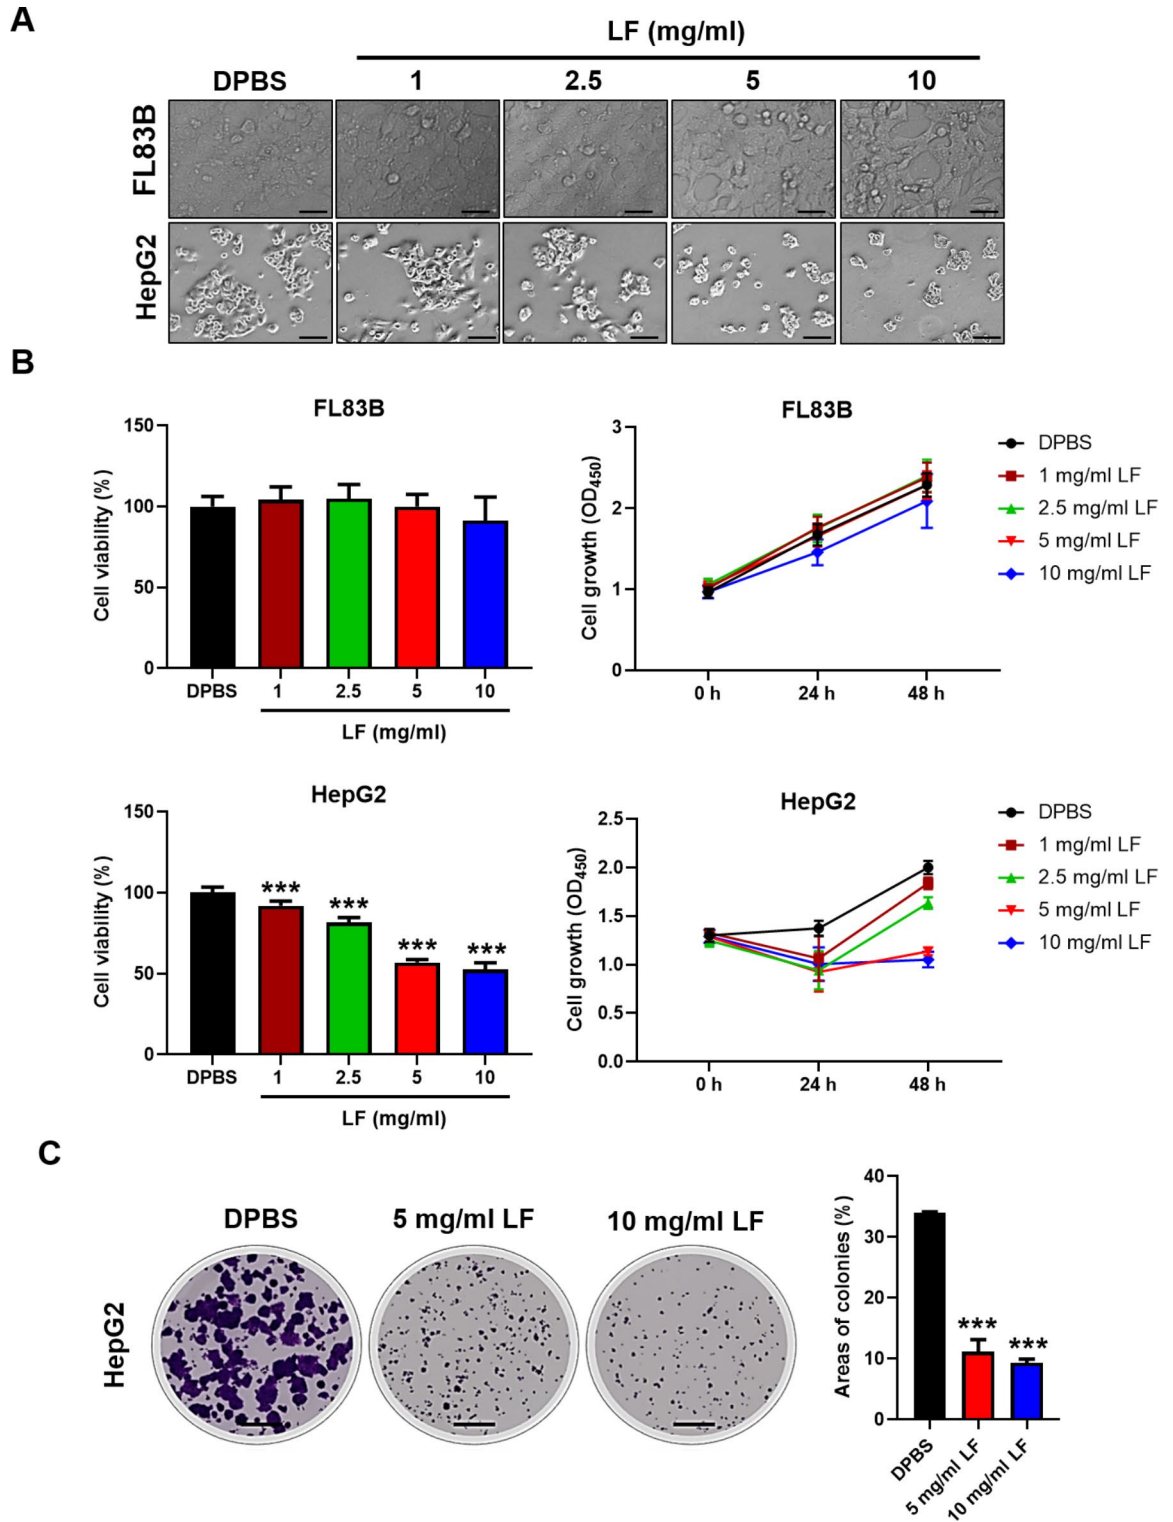 A
LF (mg/ml)
DPBS 1 2.5 5 10
FL83B
HepG2
B
FL83B
Cell viability (%)
150
100
50
0
DPBS 1 2.5 5 10
LF (mg/ml)
FL83B
Cell growth (OD450)
3
2
1
0
0 h 24 h 48 h
DPBS
1 mg/ml LF
2.5 mg/ml LF
5 mg/ml LF
10 mg/ml LF
HepG2
Cell viability (%)
150
100
50
0
*** *** *** ***
DPBS 1 2.5 5 10
LF (mg/ml)
HepG2
Cell growth (OD450)
2.5
2.0
1.5
1.0
0.5
0.0
0 h 24 h 48 h
DPBS
1 mg/ml LF
2.5 mg/ml LF
5 mg/ml LF
10 mg/ml LF
C
DPBS 5 mg/ml LF 10 mg/ml LF
HepG2
Areas of colonies (%)
40
30
20
10
0
*** ***
DPBS
5 mg/ml LF
10 mg/ml LF